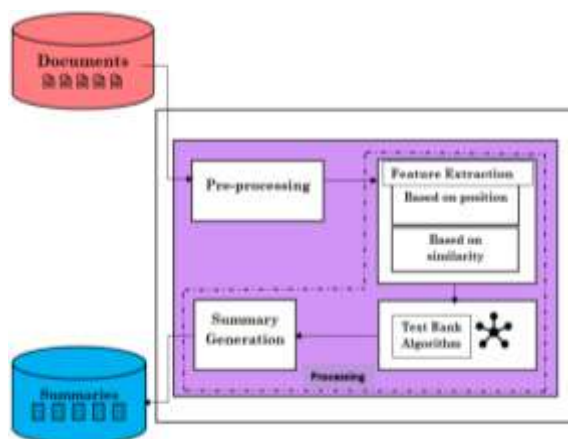 Documents
Pre-processing
Feature Extraction
Based on position
Based on
similarity
Text Rank
Algorithm
Summary
Generation
Processing
Summaries